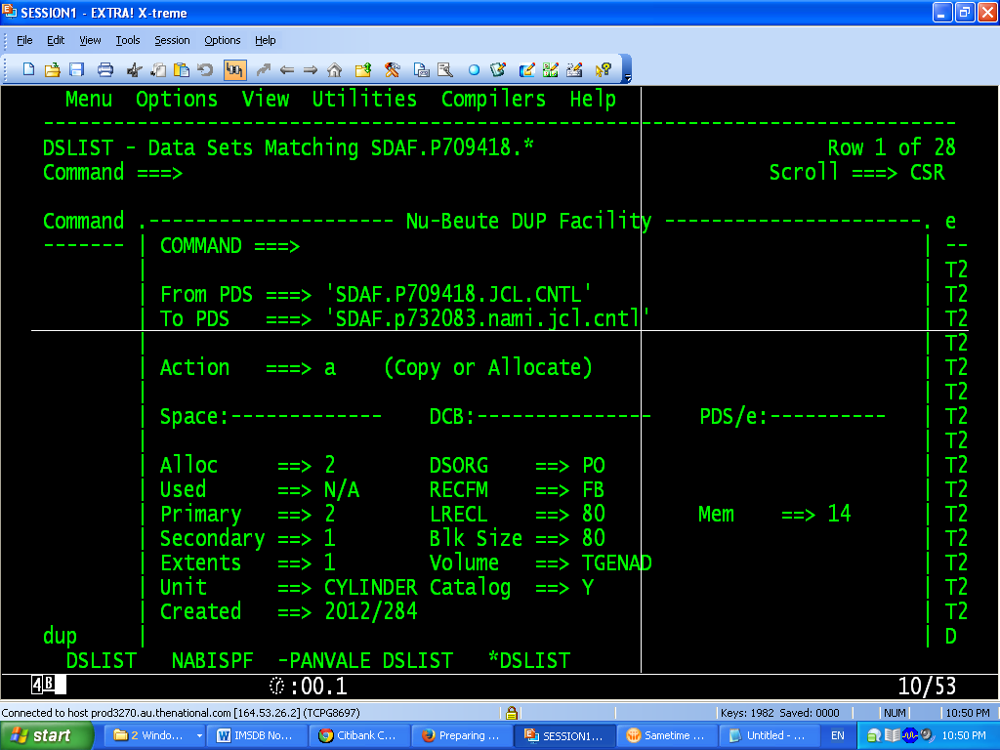 SESSION1 - EXTRA! X-treme
File Edit View Tools Session Options Help
Menu Options View Utilities Compilers Help
--------------------------------------------------------------------------------
DSLIST - Data Sets Matching SDAF.P709418.* Row 1 of 28
Command ===> Scroll ===> CSR
Command .--------------------- Nu-Beute DUP Facility ----------------------. e
------- | COMMAND ===> | --
| | T2
| From PDS ===> 'SDAF.P709418.JCL.CNTL' | T2
| To PDS ===> 'SDAF.p732083.nami.jcl.cntl' | T2
| | T2
| Action ===> a (Copy or Allocate) | T2
| | T2
| Space:------------- DCB:--------------- PDS/e:---------- | T2
| | T2
| Alloc ==> 2 DSORG ==> PO | T2
| Used ==> N/A RECFM ==> FB | T2
| Primary ==> 2 LRECL ==> 80 Mem ==> 14 | T2
| Secondary ==> 1 Blk Size ==> 80 | T2
| Extents ==> 1 Volume ==> TGENAD | T2
| Unit ==> CYLINDER Catalog ==> Y | T2
| Created ==> 2012/284 | T2
dup | | D
DSLIST NABISPF -PANVALE DSLIST *DSLIST
4B :00.1 10/53
Connected to host prod3270.au.thenational.com [164.53.26.2] (TCPG8697) Keys: 1982 Saved: 0000 NUM 10:50 PM
start 2 Windo... IMSDB No... Citibank C... Preparing ... SESSION1... Sametime ... Untitled - ... EN 10:50 PM